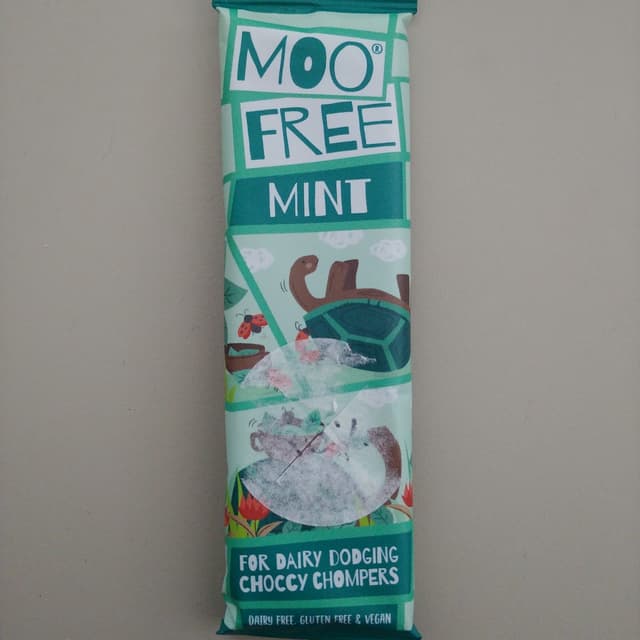 MOO®
FREE
MINT
FOR DAIRY DODGING
CHOCCY CHOMPERS
DAIRY FREE, GLUTEN FREE & VEGAN